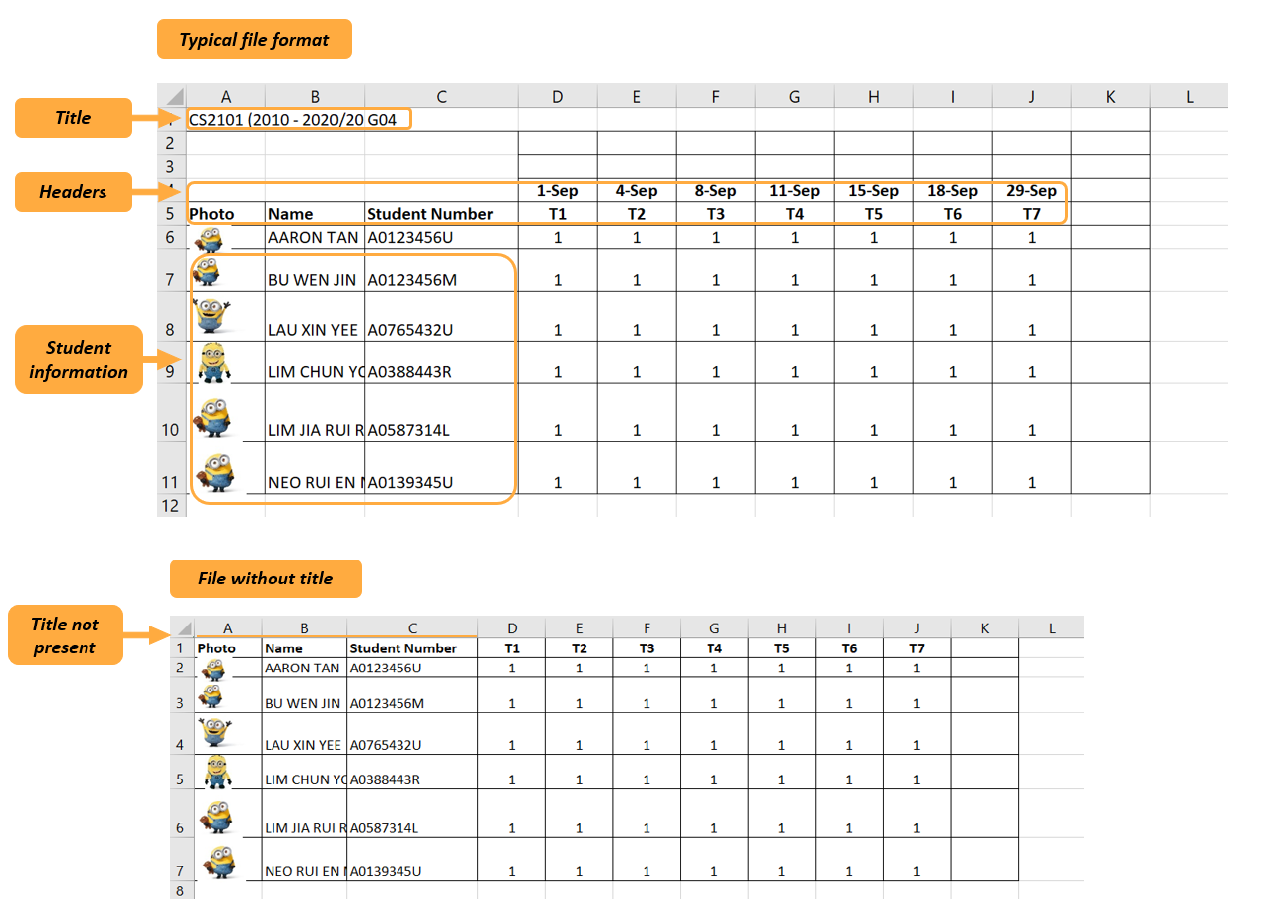 Typical file format
A B C D E F G H I J K L
Title
1 CS2101 (2010 - 2020/20 G04
2
3
Headers
4 1-Sep 4-Sep 8-Sep 11-Sep 15-Sep 18-Sep 29-Sep
5 Photo Name Student Number T1 T2 T3 T4 T5 T6 T7
6 AARON TAN A0123456U 1 1 1 1 1 1 1
7 BU WEN JIN A0123456M 1 1 1 1 1 1 1
8 LAU XIN YEE A0765432U 1 1 1 1 1 1 1
Student
information
9 LIM CHUN YO A0388443R 1 1 1 1 1 1 1
10 LIM JIA RUI R A0587314L 1 1 1 1 1 1 1
11 NEO RUI EN A0139345U 1 1 1 1 1 1 1
12
File without title
Title not
present
A B C D E F G H I J K L
1 Photo Name Student Number T1 T2 T3 T4 T5 T6 T7
2 AARON TAN A0123456U 1 1 1 1 1 1 1
3 BU WEN JIN A0123456M 1 1 1 1 1 1 1
4 LAU XIN YEE A0765432U 1 1 1 1 1 1 1
5 LIM CHUN YO A0388443R 1 1 1 1 1 1 1
6 LIM JIA RUI R A0587314L 1 1 1 1 1 1 1
7 NEO RUI EN A0139345U 1 1 1 1 1 1 1
8